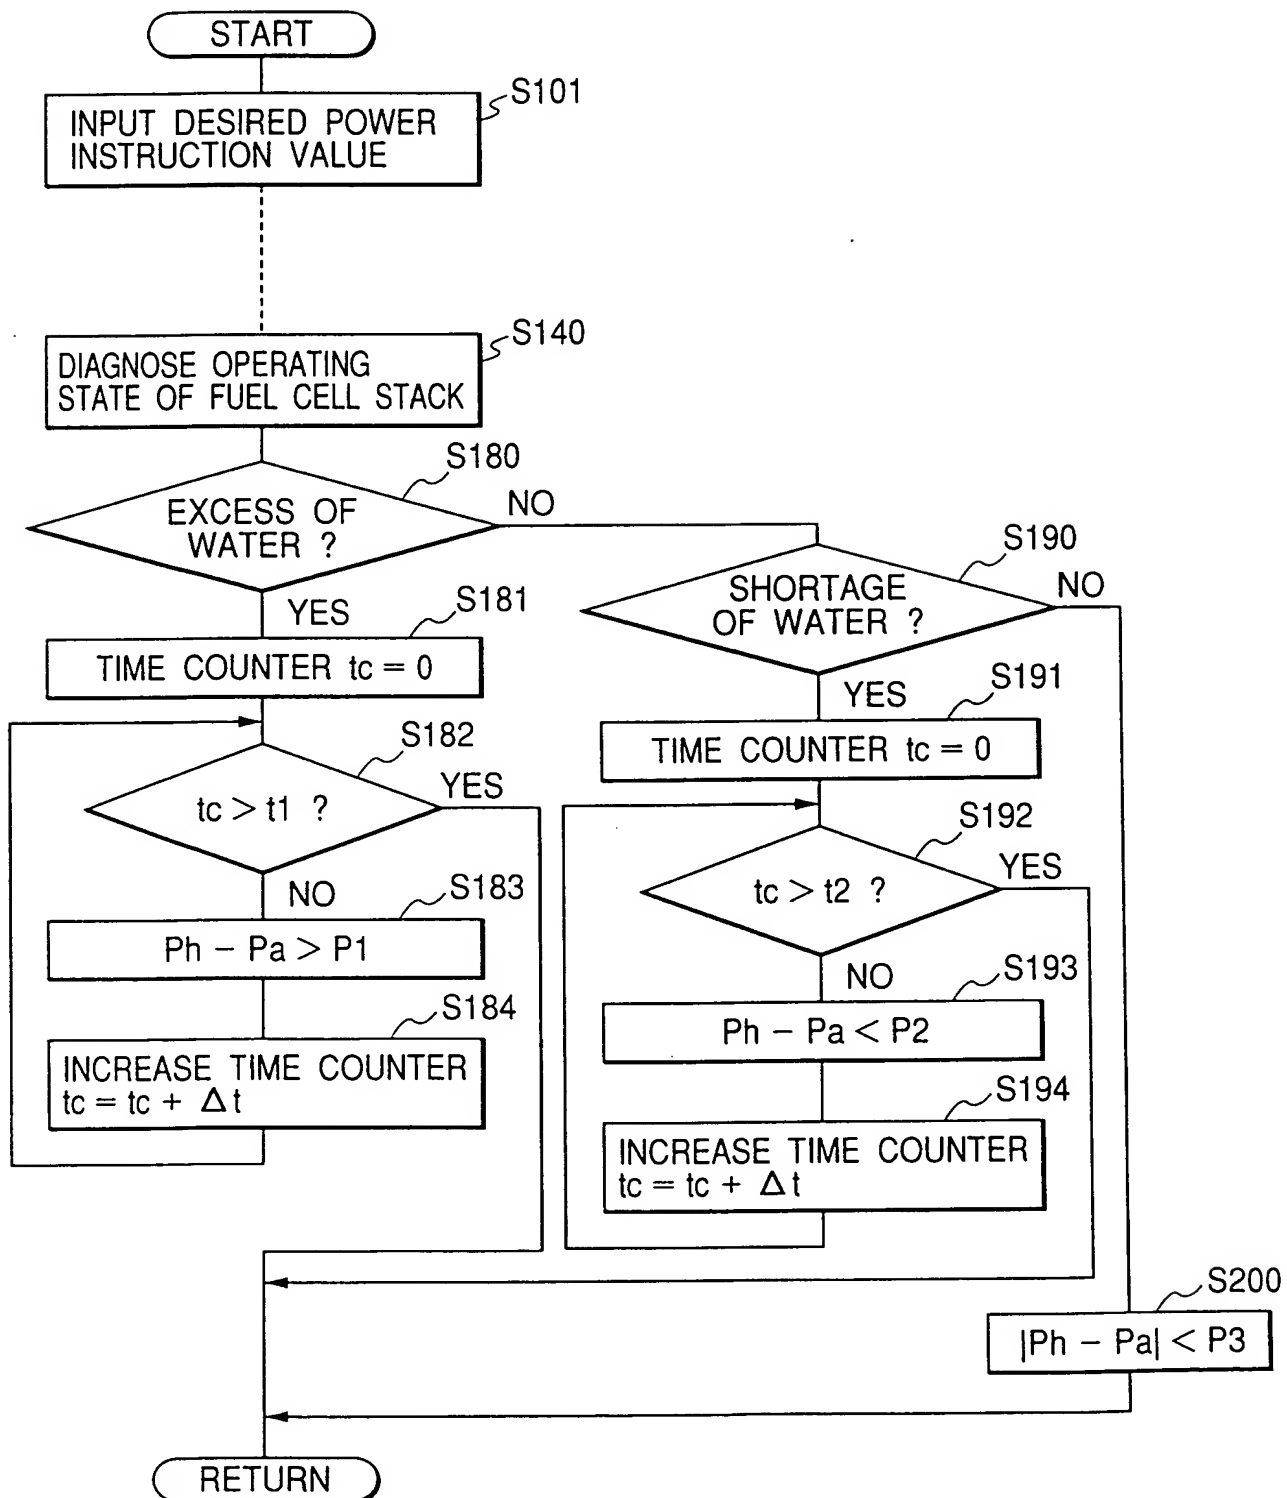 START
S101
INPUT DESIRED POWER
INSTRUCTION VALUE
S140
DIAGNOSE OPERATING
STATE OF FUEL CELL STACK
S180
EXCESS OF
WATER ?
NO
YES
S181
TIME COUNTER tc = 0
S182
tc > t1 ?
YES
NO
S183
Ph − Pa > P1
S184
INCREASE TIME COUNTER
tc = tc + Δt
S190
SHORTAGE
OF WATER ?
NO
YES
S191
TIME COUNTER tc = 0
S192
tc > t2 ?
YES
NO
S193
Ph − Pa < P2
S194
INCREASE TIME COUNTER
tc = tc + Δt
S200
|Ph − Pa| < P3
RETURN